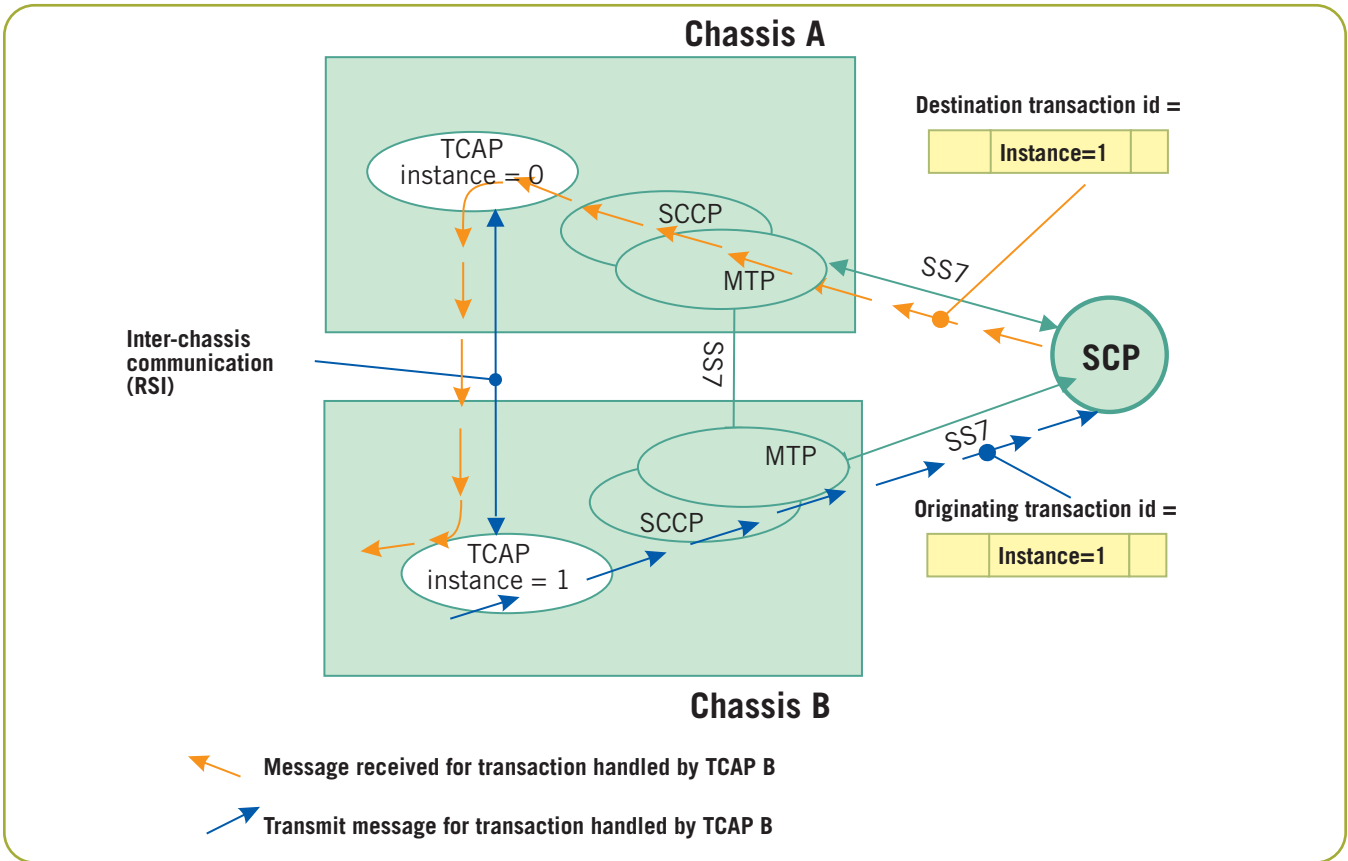 Chassis A
Destination transaction id =
Instance=1
TCAP
instance = 0
SCCP
MTP
SS7
Inter-chassis
communication
(RSI)
SS7
SCP
MTP
SS7
SCCP
Originating transaction id =
Instance=1
TCAP
instance = 1
Chassis B
Message received for transaction handled by TCAP B
Transmit message for transaction handled by TCAP B